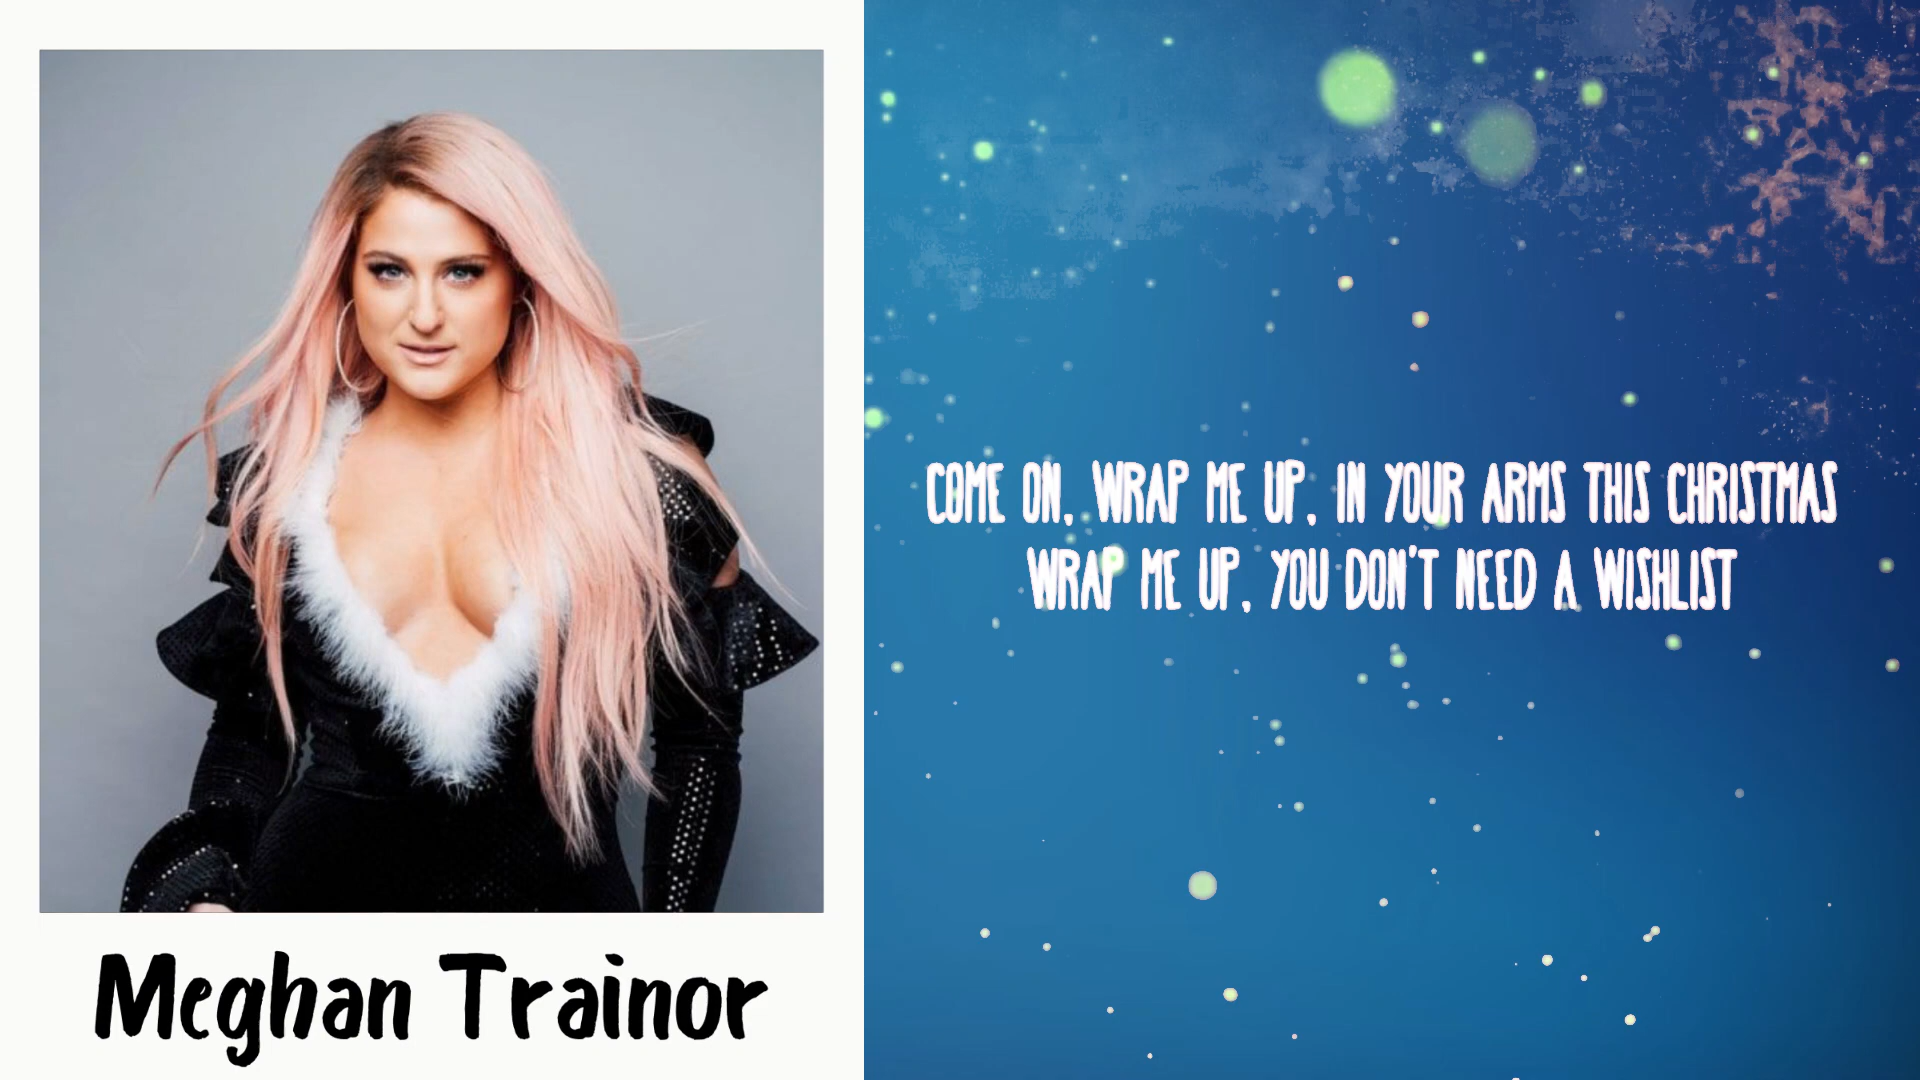 COME ON, WRAP ME UP, IN YOUR ARMS THIS CHRISTMAS
WRAP ME UP, YOU DON'T NEED A WISHLIST
Meghan Trainor